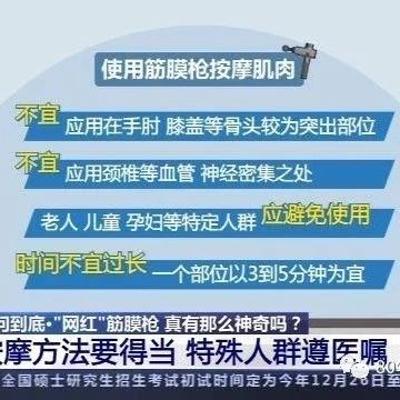 使用筋膜枪按摩肌肉
不宜
应用在手肘 膝盖等骨头较为突出部位
不宜
应用颈椎等血管 神经密集之处
老人 儿童 孕妇等特定人群 应避免使用
时间不宜过长
一个部位以3到5分钟为宜
问到底·"网红"筋膜枪 真有那么神奇吗？
按摩方法要得当 特殊人群遵医嘱
全国硕士研究生招生考试初试时间定为今年12月26日至